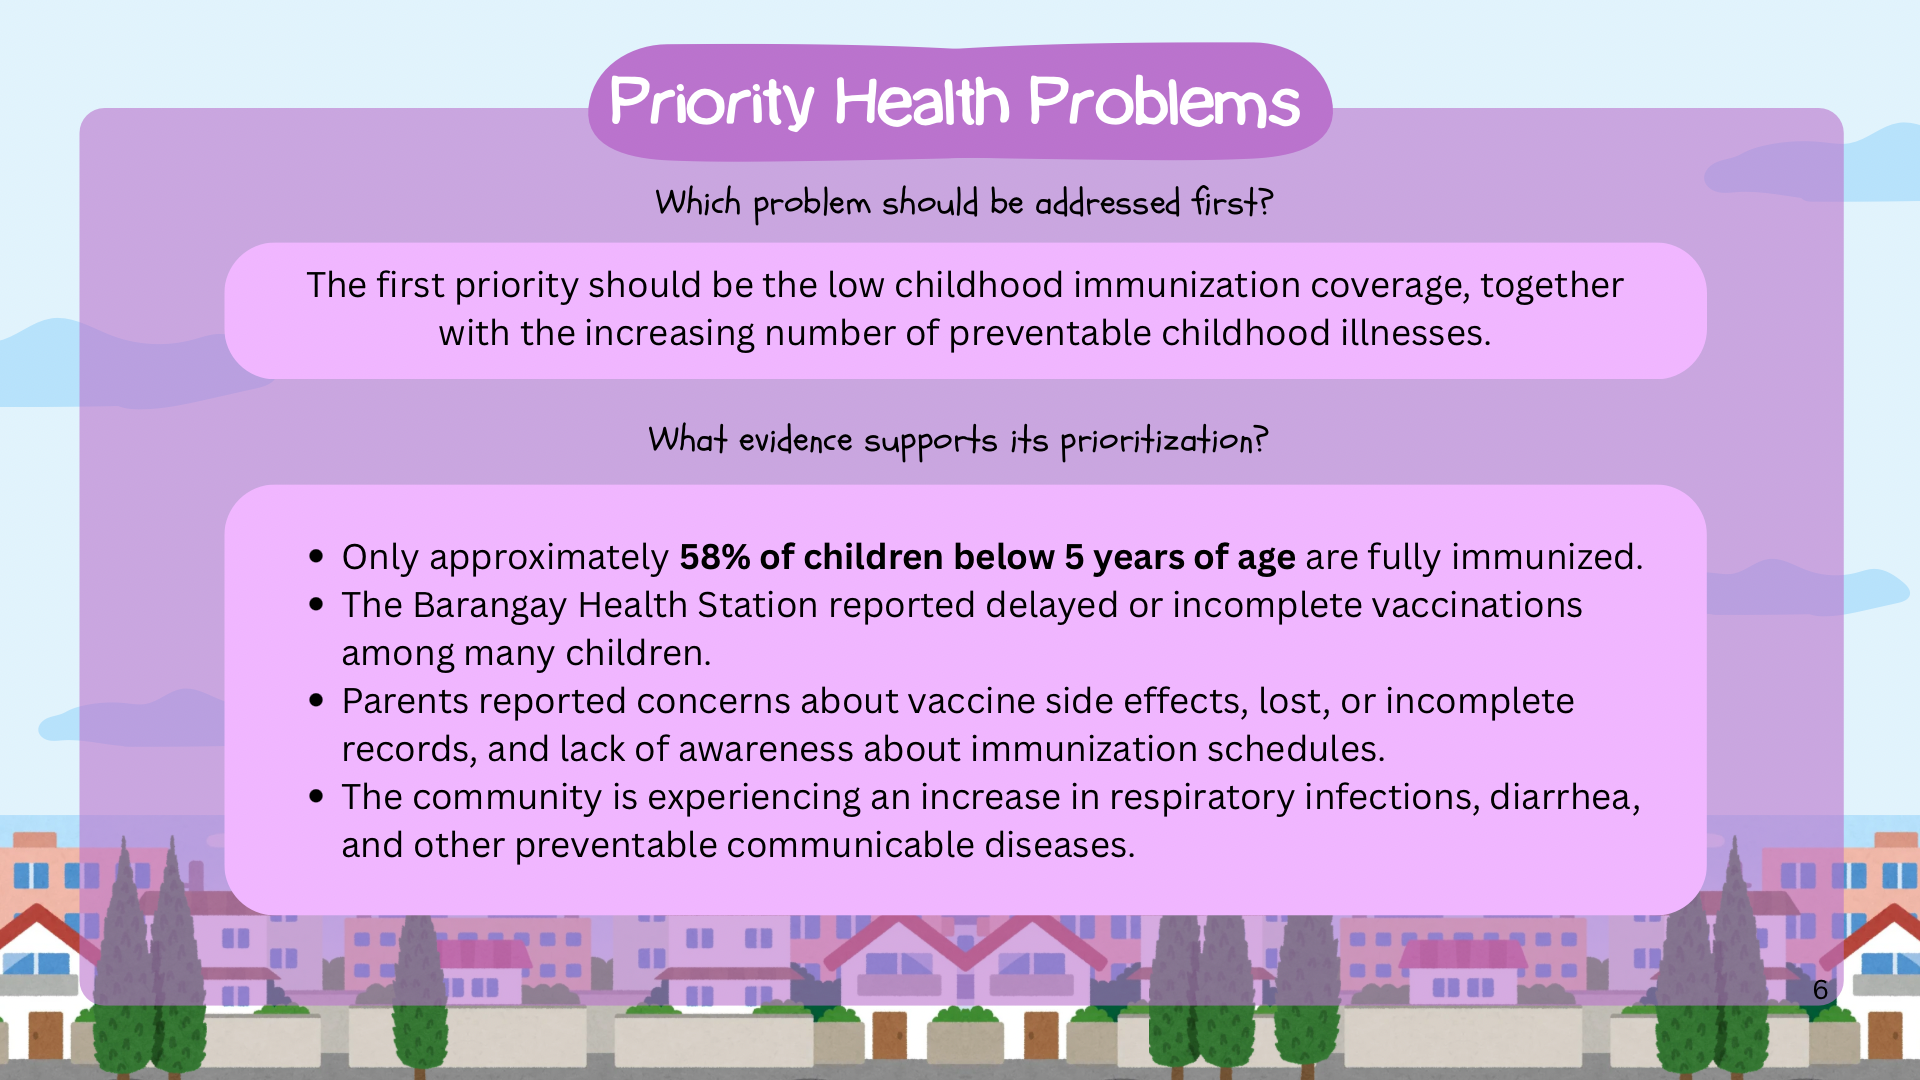 Priority Health Problems
Which problem should be addressed first?
The first priority should be the low childhood immunization coverage, together
with the increasing number of preventable childhood illnesses.
What evidence supports its prioritization?
• Only approximately 58% of children below 5 years of age are fully immunized.
• The Barangay Health Station reported delayed or incomplete vaccinations
among many children.
• Parents reported concerns about vaccine side effects, lost, or incomplete
records, and lack of awareness about immunization schedules.
• The community is experiencing an increase in respiratory infections, diarrhea,
and other preventable communicable diseases.
6